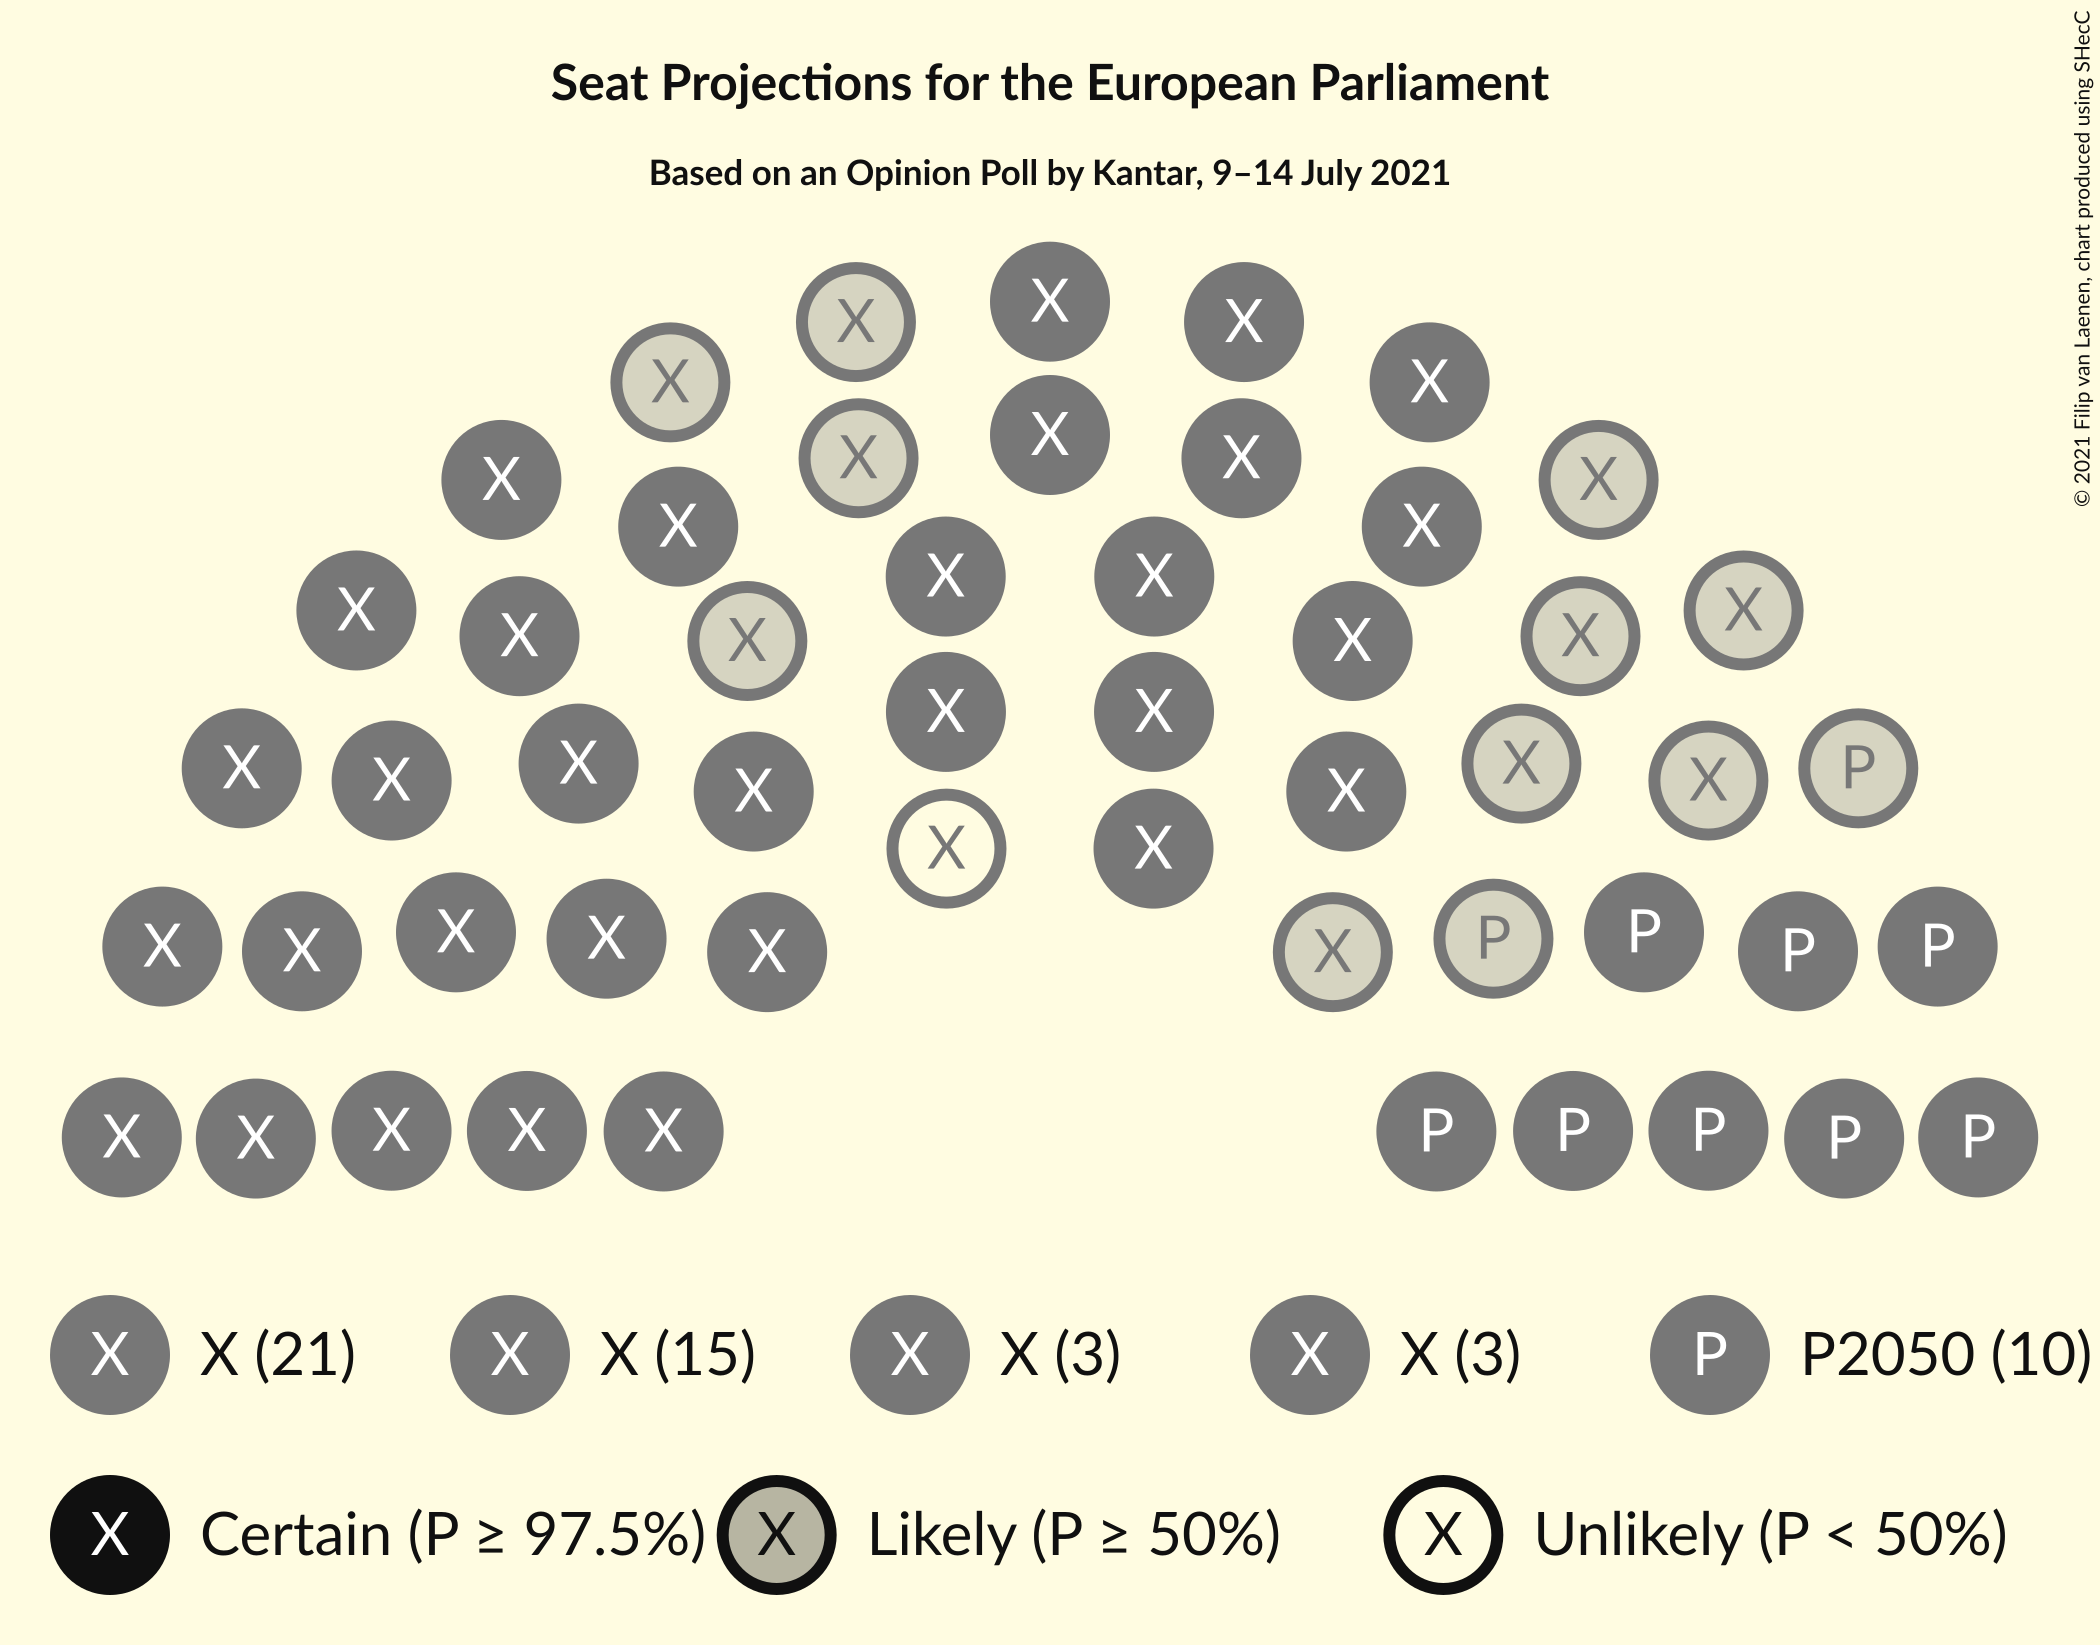 Seat Projections for the European Parliament
Based on an Opinion Poll by Kantar, 9–14 July 2021
© 2021 Filip van Laenen, chart produced using SHecC
X X X
X X
X X X
X X X X
X X
X X X
X X X X
X X
X X X P
X X X X
X X
X X X X X
X P P P P
X X X X X
P P P P P
X X (21) X X (15) X X (3) X X (3) P P2050 (10)
X Certain (P ≥ 97.5%) X Likely (P ≥ 50%) X Unlikely (P < 50%)